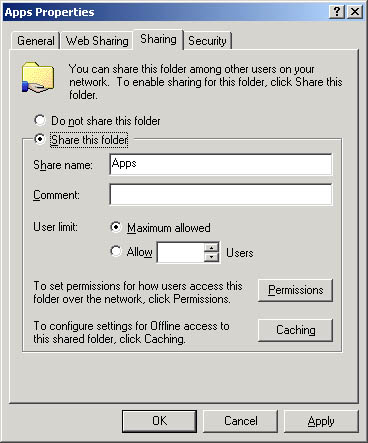 Apps Properties
General Web Sharing Sharing Security
You can share this folder among other users on your
network. To enable sharing for this folder, click Share this
folder.
Do not share this folder
Share this folder
Share name: Apps
Comment:
User limit: Maximum allowed
Allow Users
To set permissions for how users access this
folder over the network, click Permissions.
Permissions
To configure settings for Offline access to
this shared folder, click Caching.
Caching
OK Cancel Apply